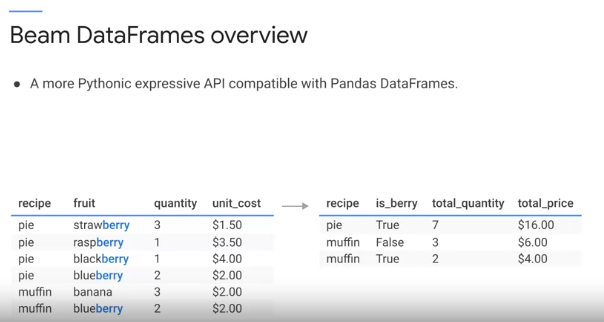 Beam DataFrames overview
● A more Pythonic expressive API compatible with Pandas DataFrames.
recipe fruit quantity unit_cost → recipe is_berry total_quantity total_price
pie strawberry 3 $1.50 pie True 7 $16.00
pie raspberry 1 $3.50 muffin False 3 $6.00
pie blackberry 1 $4.00 muffin True 2 $4.00
pie blueberry 2 $2.00
muffin banana 3 $2.00
muffin blueberry 2 $2.00